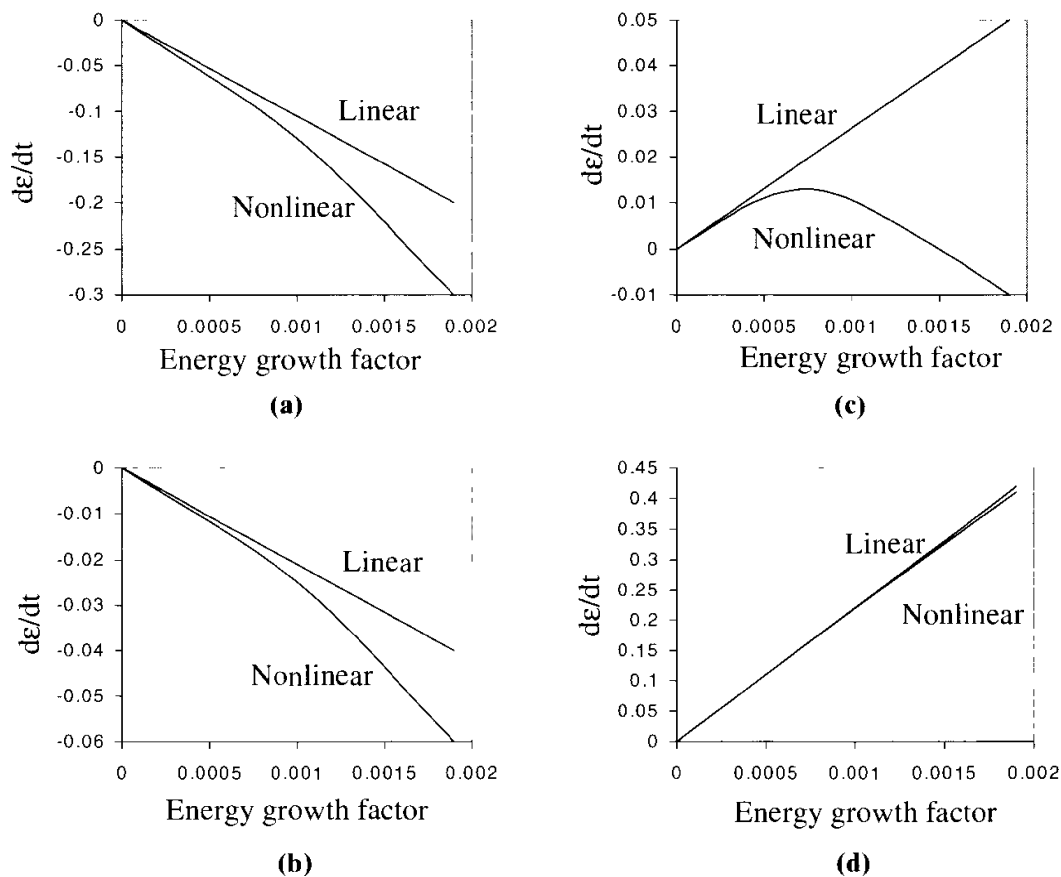 0
-0.05
-0.1
-0.15
-0.2
-0.25
-0.3
dε/dt
Linear
Nonlinear
0 0.0005 0.001 0.0015 0.002
Energy growth factor
(a)
0.05
0.04
0.03
0.02
0.01
0
-0.01
dε/dt
Linear
Nonlinear
0 0.0005 0.001 0.0015 0.002
Energy growth factor
(c)
0
-0.01
-0.02
-0.03
-0.04
-0.05
-0.06
dε/dt
Linear
Nonlinear
0 0.0005 0.001 0.0015 0.002
Energy growth factor
(b)
0.45
0.4
0.35
0.3
0.25
0.2
0.15
0.1
0.05
0
dε/dt
Linear
Nonlinear
0 0.0005 0.001 0.0015 0.002
Energy growth factor
(d)